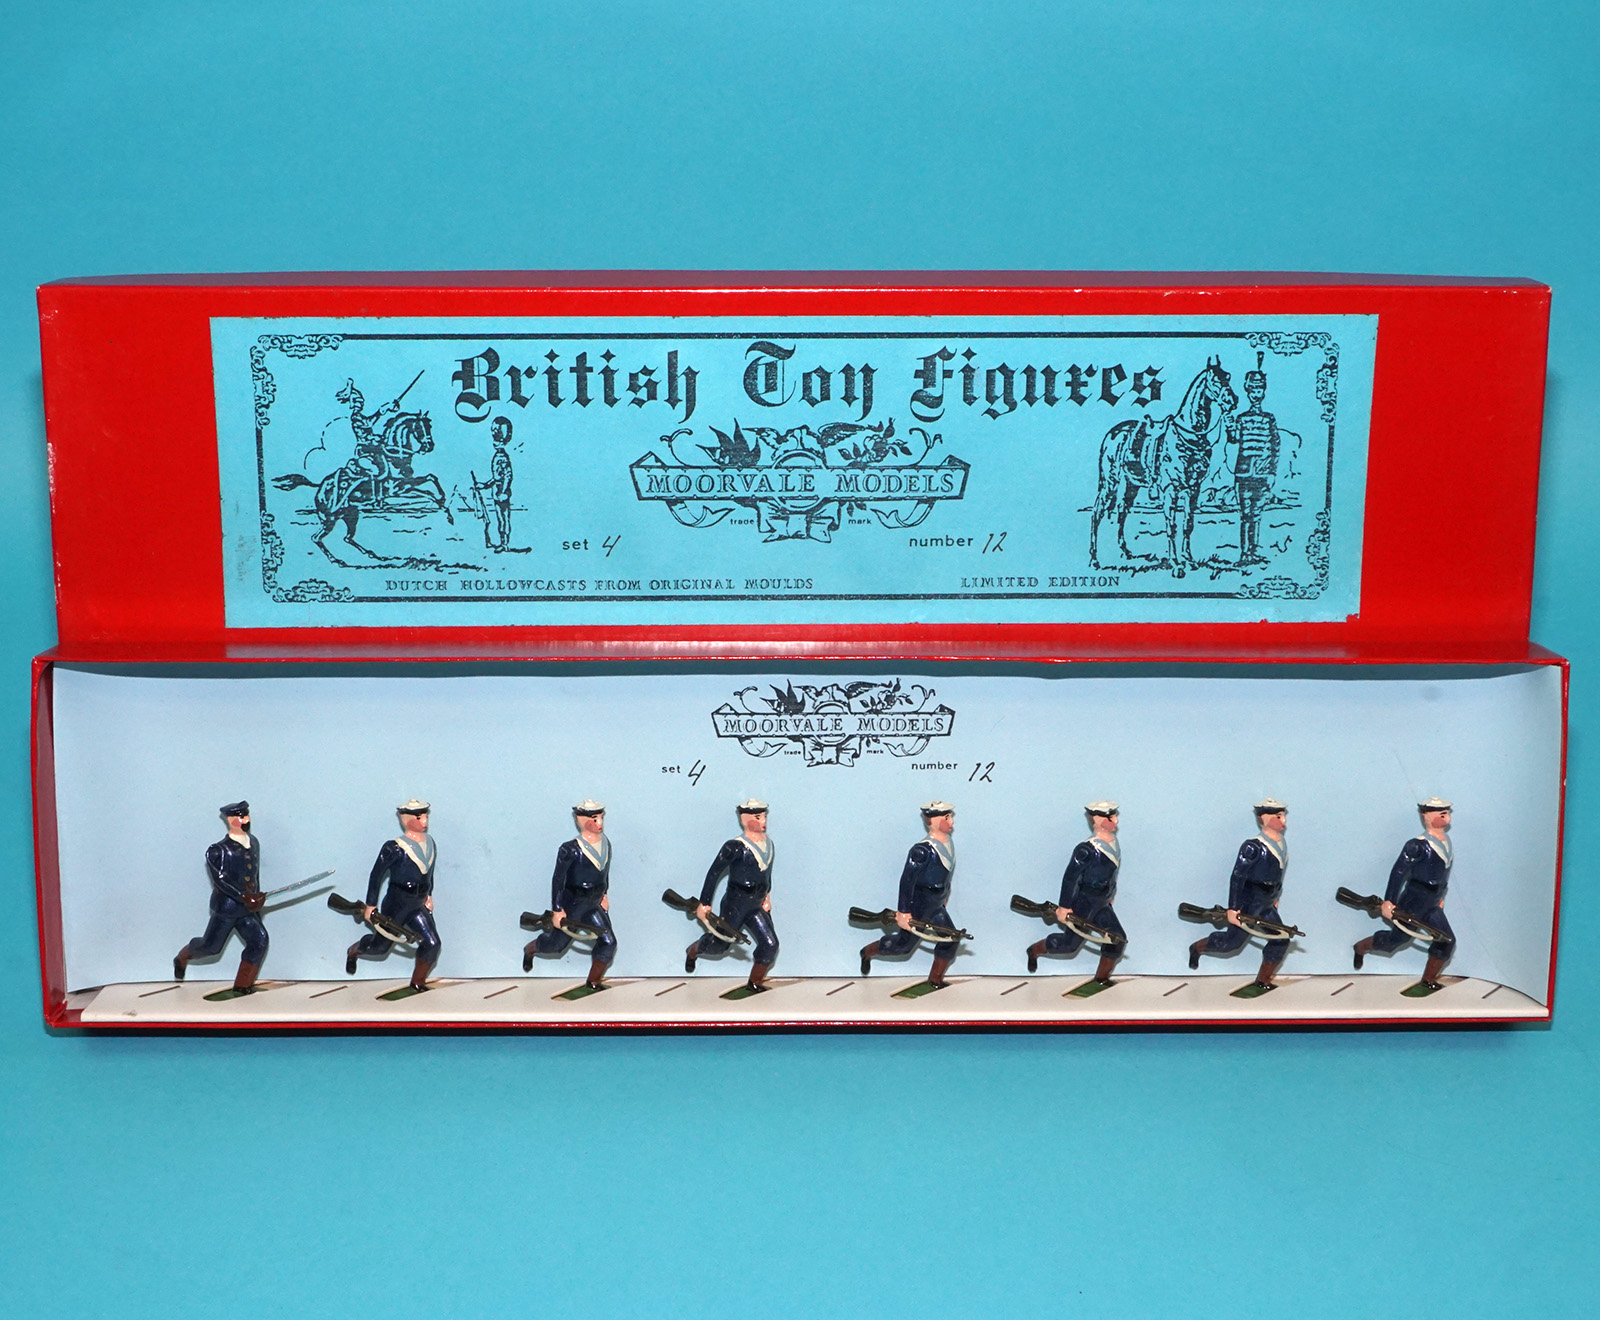 British Toy Figures
MOORVALE MODELS
trade mark
set 4 number 12
DUTCH HOLLOWCASTS FROM ORIGINAL MOULDS LIMITED EDITION
MOORVALE MODELS
trade mark
set 4 number 12